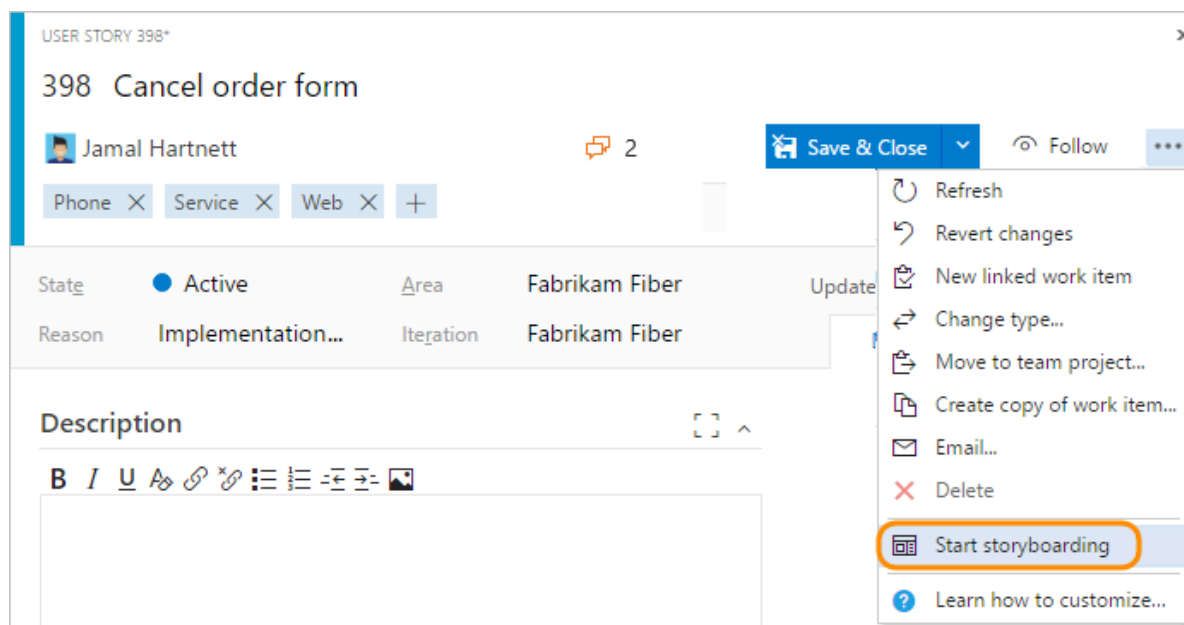 USER STORY 398*
398 Cancel order form
Jamal Hartnett
2
Save & Close
Follow
Phone
Service
Web
State
Active
Area
Fabrikam Fiber
Update
Reason
Implementation...
Iteration
Fabrikam Fiber
Description
B I U
Refresh
Revert changes
New linked work item
Change type...
Move to team project...
Create copy of work item...
Email...
Delete
Start storyboarding
Learn how to customize...